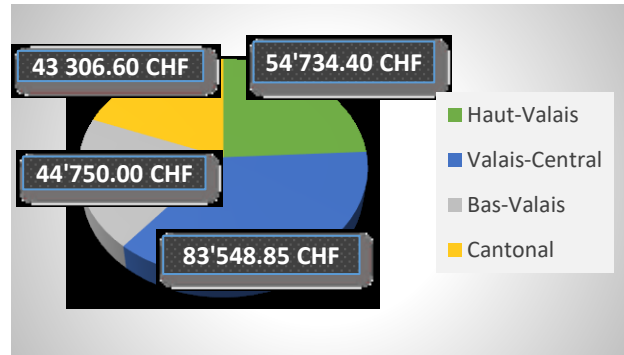 43 306.60 CHF
54'734.40 CHF
44'750.00 CHF
83'548.85 CHF
Haut-Valais
Valais-Central
Bas-Valais
Cantonal